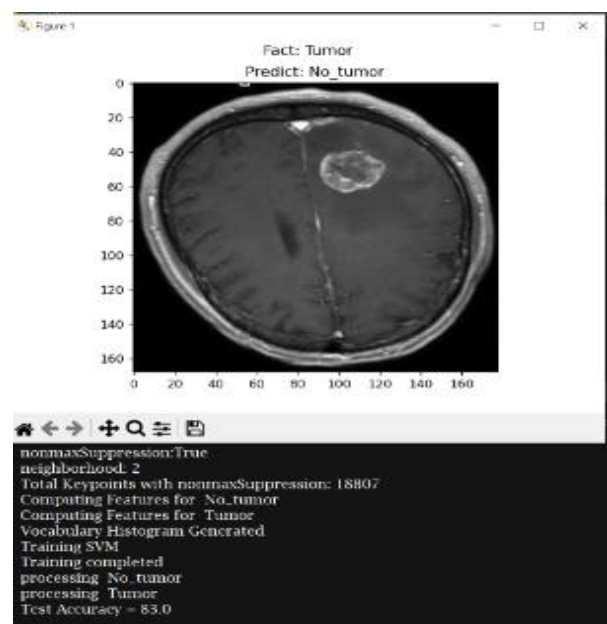 Figure 1
Fact: Tumor
Predict: No_tumor
0
20
40
60
80
100
120
140
160
0 20 40 60 80 100 120 140 160
nonmaxSuppression:True
neighborhood: 2
Total Keypoints with nonmaxSuppression: 18807
Computing Features for No_tumor
Computing Features for Tumor
Vocabulary Histogram Generated
Training SVM
Training completed
processing No_tumor
processing Tumor
Test Accuracy = 83.0